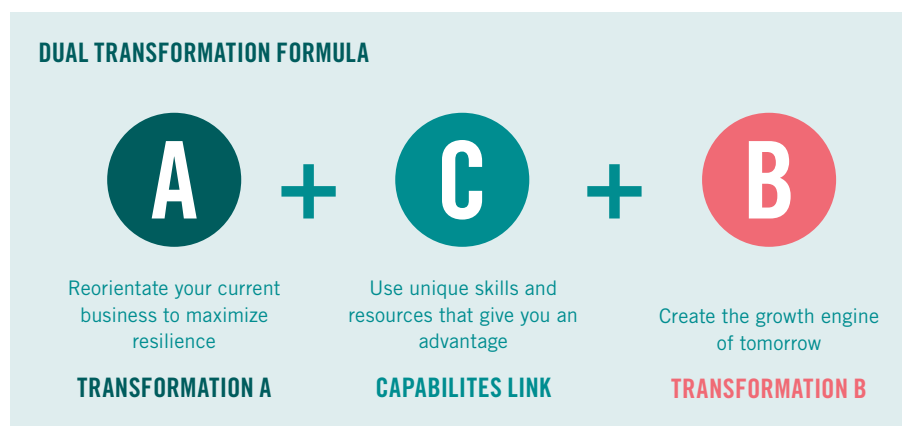 DUAL TRANSFORMATION FORMULA
A + C + B
Reorientate your current
business to maximize
resilience
TRANSFORMATION A
Use unique skills and
resources that give you an
advantage
CAPABILITES LINK
Create the growth engine
of tomorrow
TRANSFORMATION B